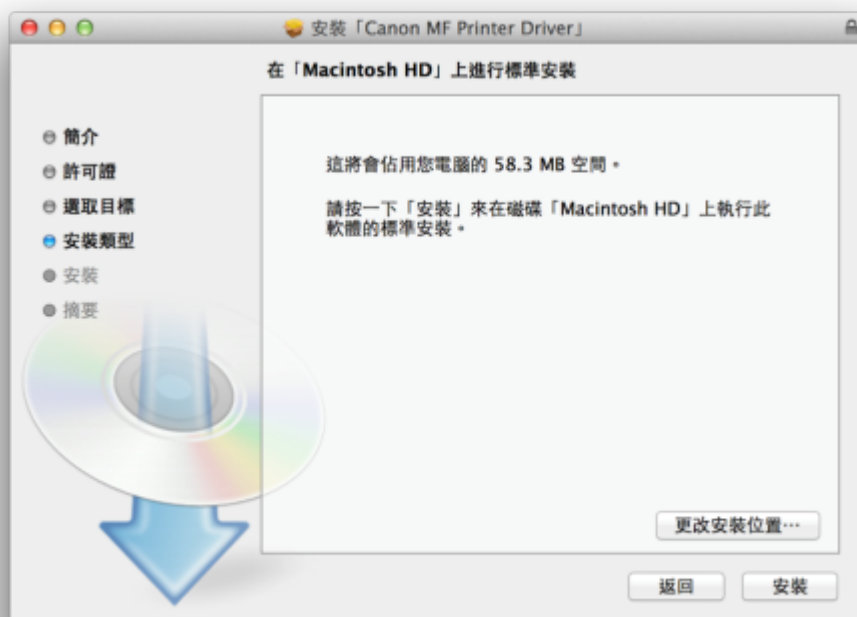 安裝「Canon MF Printer Driver」
在「Macintosh HD」上進行標準安裝
簡介
許可證
選取目標
安裝類型
安裝
摘要
這將會佔用您電腦的 58.3 MB 空間。
請按一下「安裝」來在磁碟「Macintosh HD」上執行此
軟體的標準安裝。
更改安裝位置⋯
返回
安裝